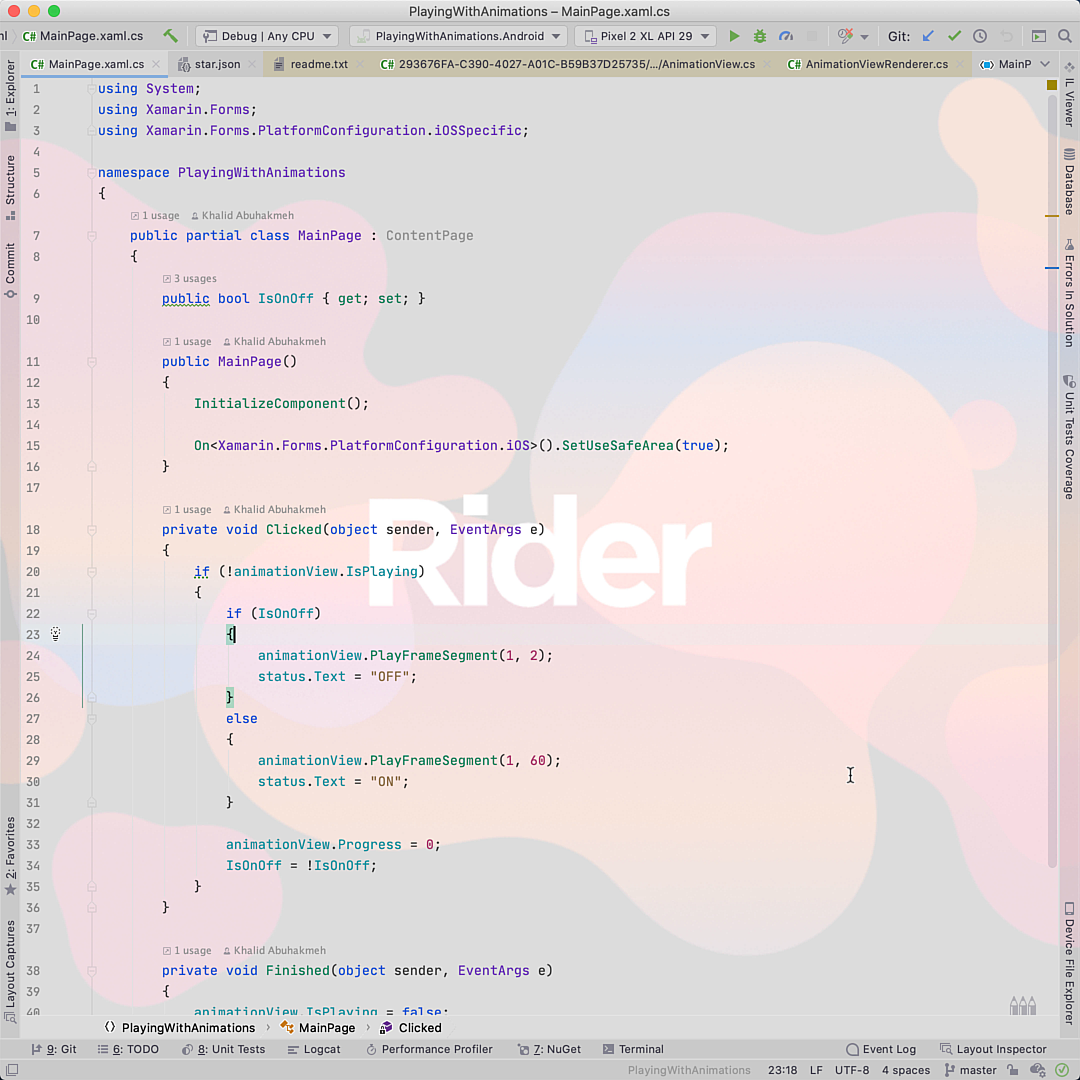 PlayingWithAnimations – MainPage.xaml.cs
C# MainPage.xaml.cs Debug | Any CPU PlayingWithAnimations.Android Pixel 2 XL API 29 Git:
C# MainPage.xaml.cs star.json readme.txt C# 293676FA-C390-4027-A01C-B59B37D25735/.../AnimationView.cs C# AnimationViewRenderer.cs MainP
1: Explorer
Structure
Commit
2: Favorites
Layout Captures
1 using System;
2 using Xamarin.Forms;
3 using Xamarin.Forms.PlatformConfiguration.iOSSpecific;
4
5 namespace PlayingWithAnimations
6 {
1 usage Khalid Abuhakmeh
7 public partial class MainPage : ContentPage
8 {
3 usages
9 public bool IsOnOff { get; set; }
10
1 usage Khalid Abuhakmeh
11 public MainPage()
12 {
13 InitializeComponent();
14
15 On<Xamarin.Forms.PlatformConfiguration.iOS>().SetUseSafeArea(true);
16 }
17
1 usage Khalid Abuhakmeh
18 private void Clicked(object sender, EventArgs e)
19 {
20 if (!animationView.IsPlaying)
21 {
22 if (IsOnOff)
23 {
24 animationView.PlayFrameSegment(1, 2);
25 status.Text = "OFF";
26 }
27 else
28 {
29 animationView.PlayFrameSegment(1, 60);
30 status.Text = "ON";
31 }
32
33 animationView.Progress = 0;
34 IsOnOff = !IsOnOff;
35 }
36 }
37
1 usage Khalid Abuhakmeh
38 private void Finished(object sender, EventArgs e)
39 {
40 animationView.IsPlaying = false;
Rider
IL Viewer
Database
Errors In Solution
Unit Tests Coverage
Device File Explorer
PlayingWithAnimations MainPage Clicked
9: Git 6: TODO 8: Unit Tests Logcat Performance Profiler 7: NuGet Terminal Event Log Layout Inspector
PlayingWithAnimations 23:18 LF UTF-8 4 spaces master